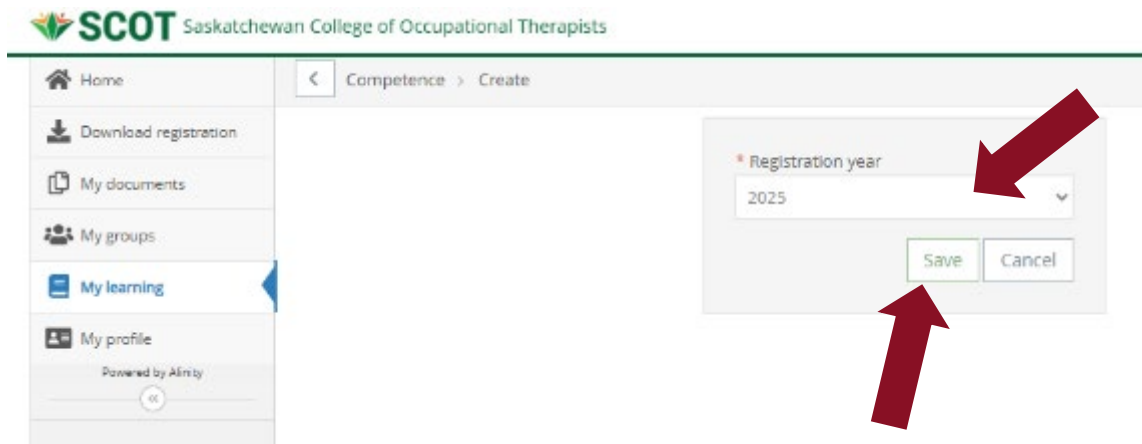 SCOT Saskatchewan College of Occupational Therapists
Home
Download registration
My documents
My groups
My learning
My profile
Powered by Alinity
Competence > Create
* Registration year
2025
Save Cancel